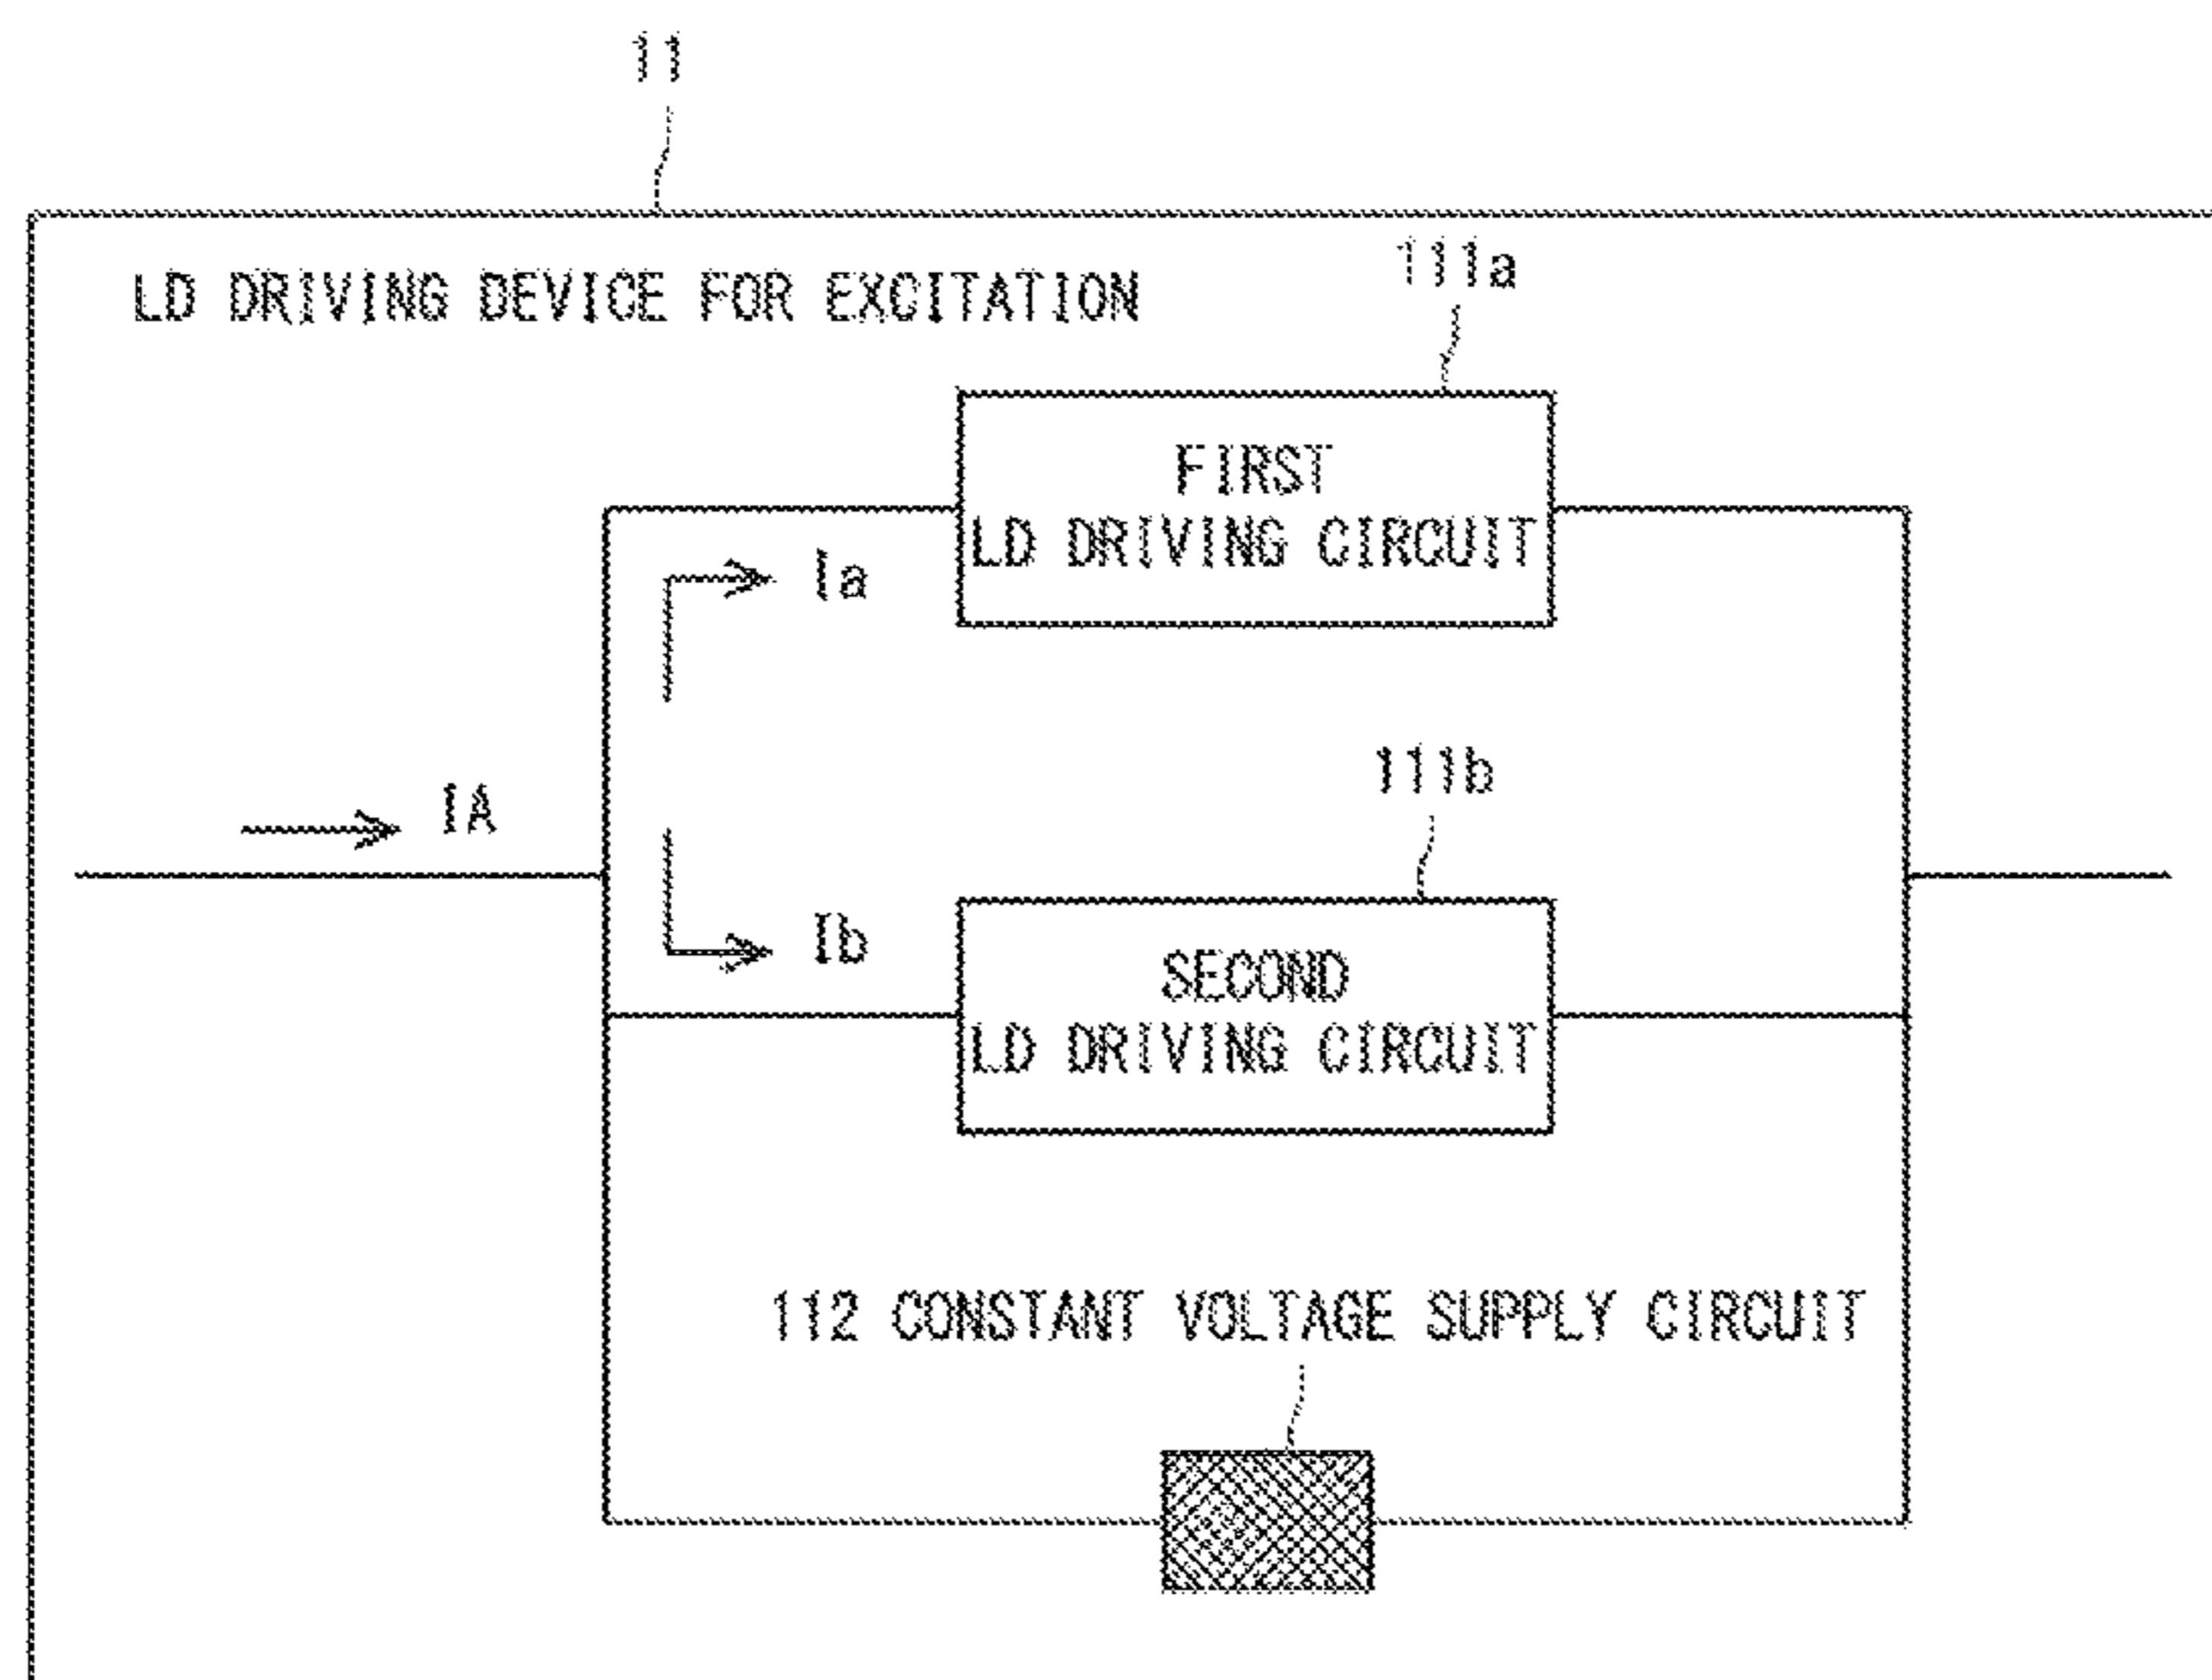 11
LD DRIVING DEVICE FOR EXCITATION
111a
FIRST
LD DRIVING CIRCUIT
Ia
111b
IA
Ib
SECOND
LD DRIVING CIRCUIT
112 CONSTANT VOLTAGE SUPPLY CIRCUIT